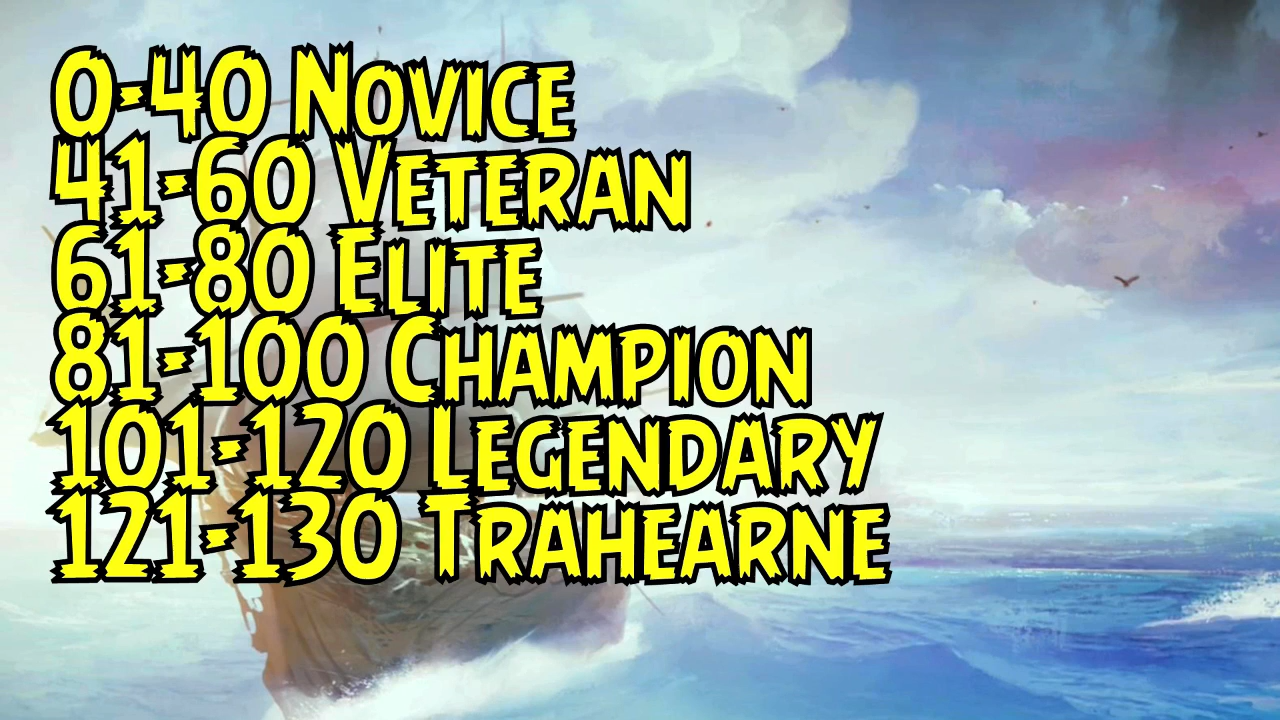 0-40 Novice
41-60 Veteran
61-80 Elite
81-100 Champion
101-120 Legendary
121-130 Trahearne